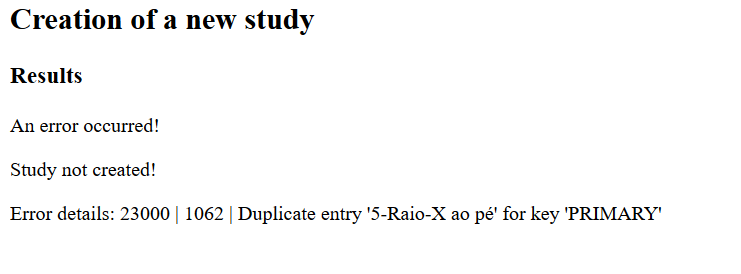 Creation of a new study
Results
An error occurred!
Study not created!
Error details: 23000 | 1062 | Duplicate entry '5-Raio-X ao pé' for key 'PRIMARY'